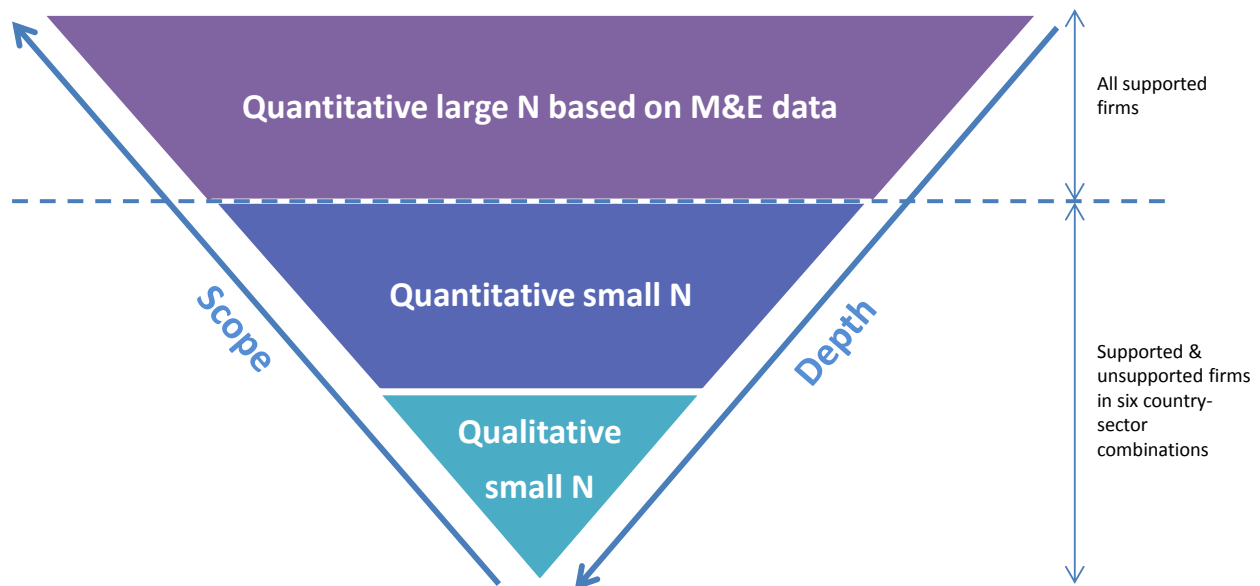 Quantitative large N based on M&E data
All supported
firms
Scope
Quantitative small N
Depth
Supported &
unsupported firms
in six country-
sector
combinations
Qualitative
small N